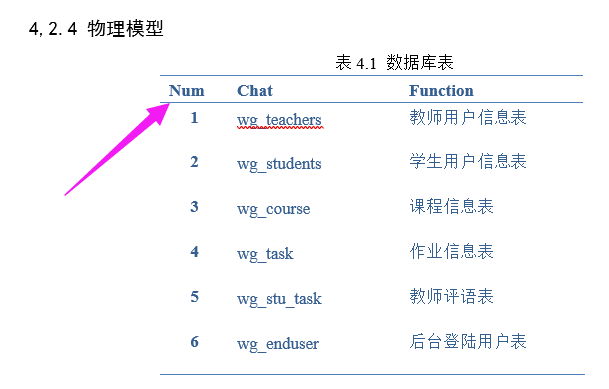 4,2.4 物理模型
表 4.1 数据库表
Num Chat Function
1 wg_teachers 教师用户信息表
2 wg_students 学生用户信息表
3 wg_course 课程信息表
4 wg_task 作业信息表
5 wg_stu_task 教师评语表
6 wg_enduser 后台登陆用户表